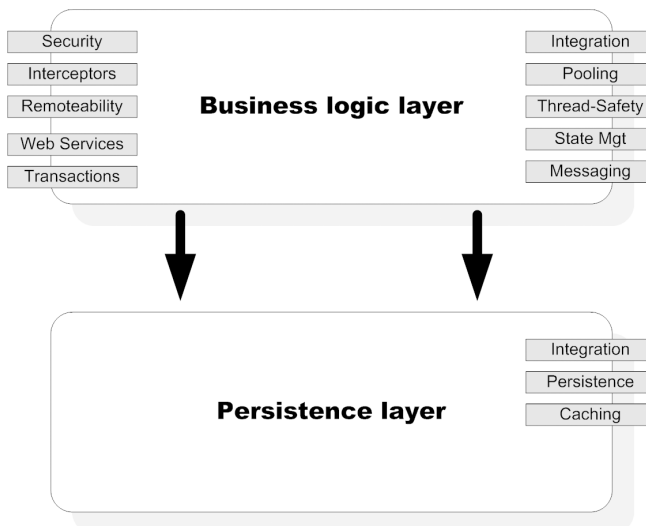 Security
Interceptors
Remoteability
Web Services
Transactions
Business logic layer
Integration
Pooling
Thread-Safety
State Mgt
Messaging
Persistence layer
Integration
Persistence
Caching